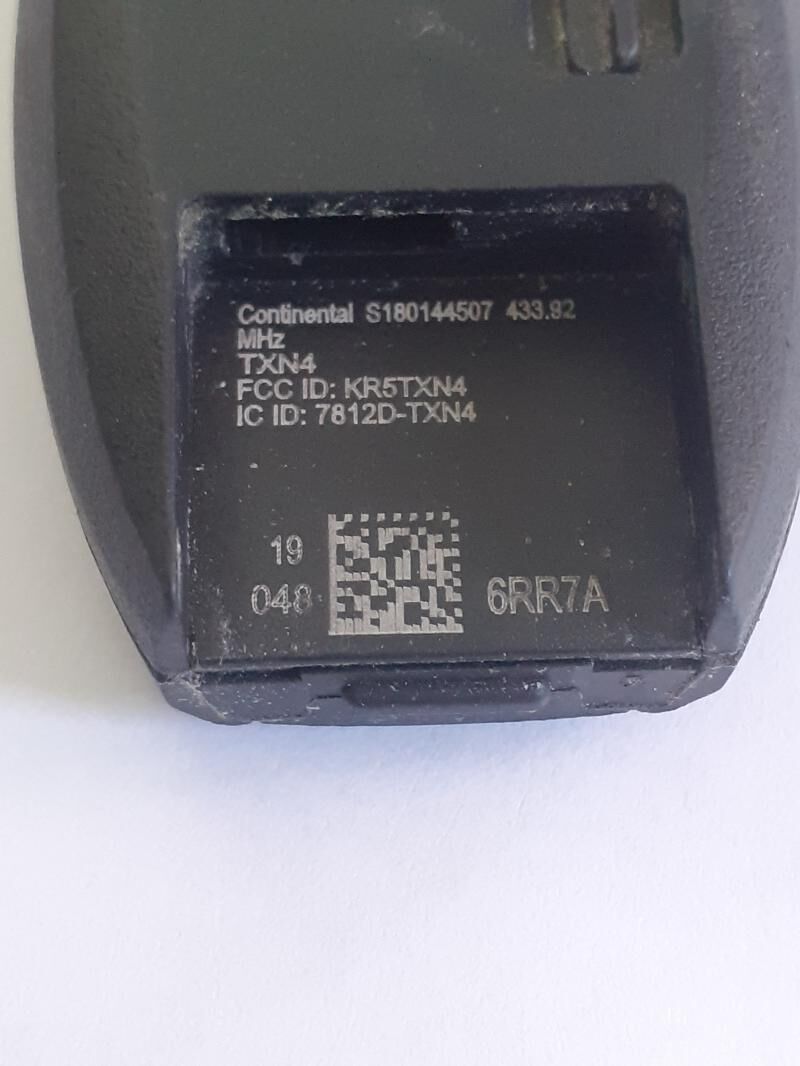 Continental S180144507 433.92
MHz
TXN4
FCC ID: KR5TXN4
IC ID: 7812D-TXN4
19
048
6RR7A